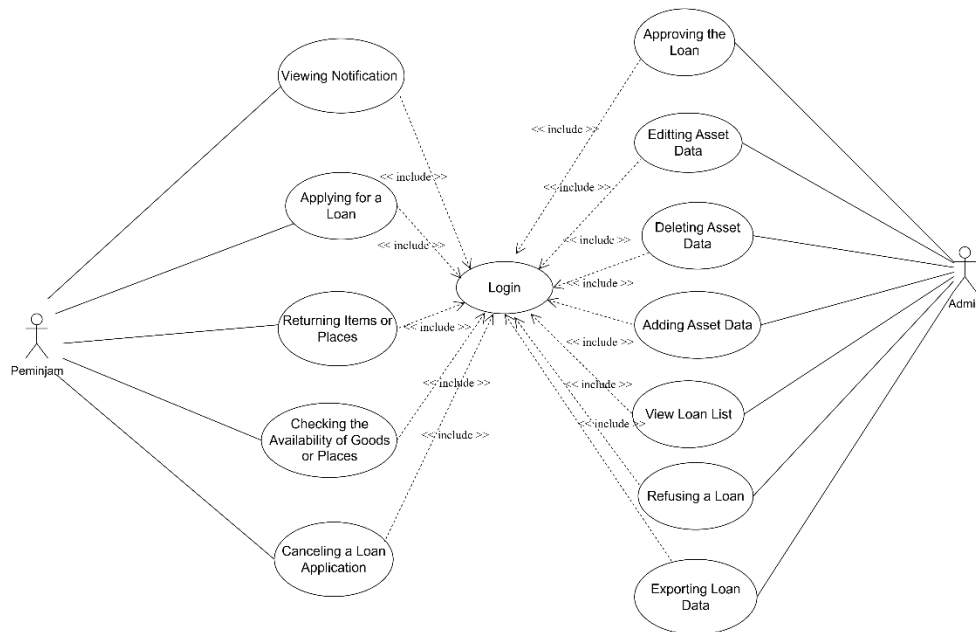 Approving the
Loan
Viewing Notification
<< include >>
Editting Asset
Data
<< include >>
<< include >>
Applying for a
Loan
Deleting Asset
Data
<< include >>
Login
<< include >>
Admi
Returning Items or
Places
<< include >>
Adding Asset Data
<< include >>
Peminjam
<< include >>
<< include >>
View Loan List
Checking the
Availability of Goods
or Places
<< include >>
<< include >>
Refusing a Loan
Canceling a Loan
Application
Exporting Loan
Data